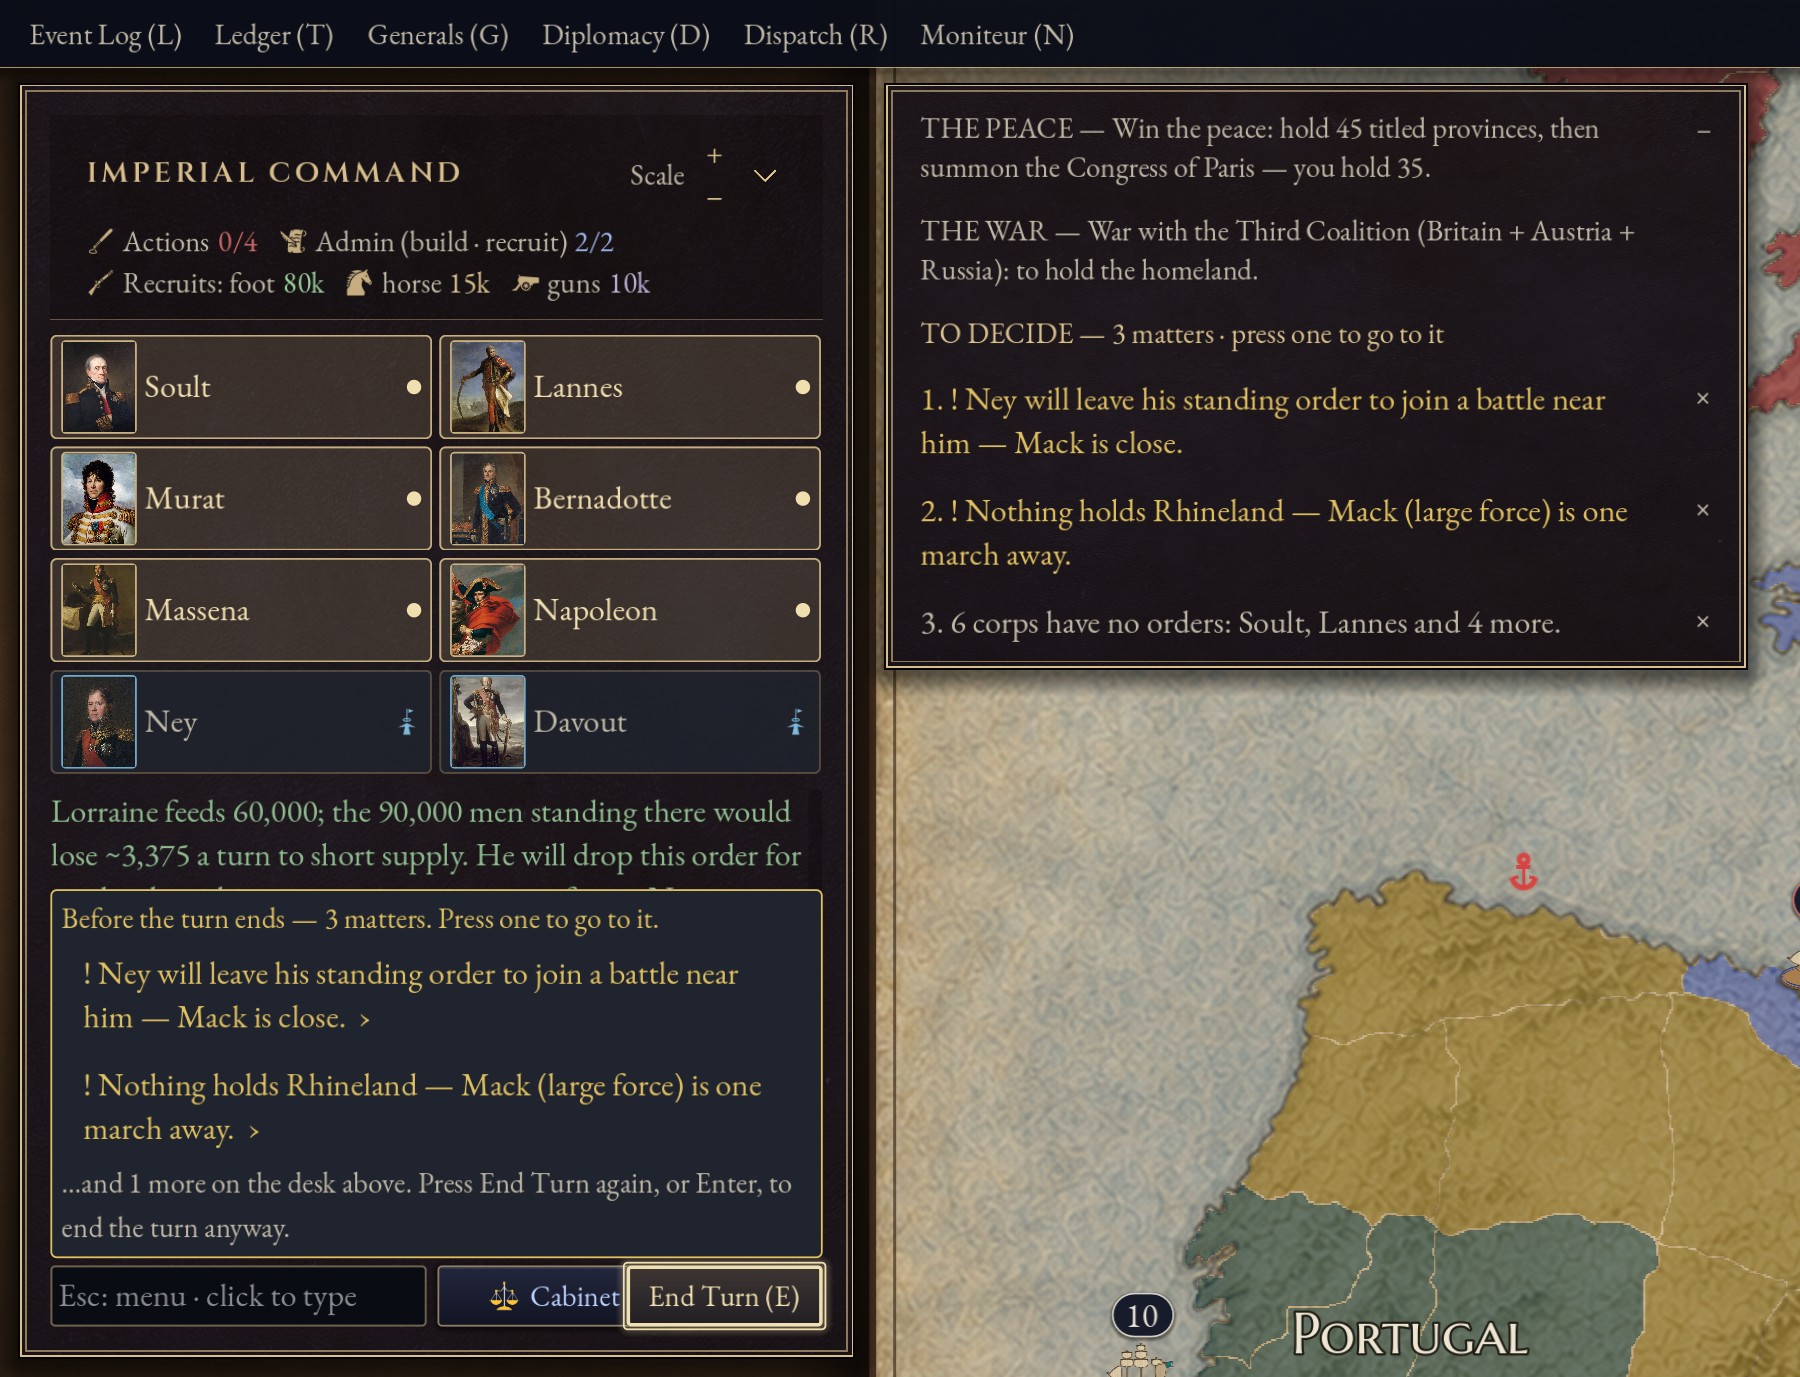 Event Log (L) Ledger (T) Generals (G) Diplomacy (D) Dispatch (R) Moniteur (N)
IMPERIAL COMMAND
Scale + −
Actions 0/4 Admin (build · recruit) 2/2
Recruits: foot 80k horse 15k guns 10k
Soult
Lannes
Murat
Bernadotte
Massena
Napoleon
Ney
Davout
Lorraine feeds 60,000; the 90,000 men standing there would
lose ~3,375 a turn to short supply. He will drop this order for
Before the turn ends — 3 matters. Press one to go to it.
! Ney will leave his standing order to join a battle near
him — Mack is close. ›
! Nothing holds Rhineland — Mack (large force) is one
march away. ›
...and 1 more on the desk above. Press End Turn again, or Enter, to
end the turn anyway.
Esc: menu · click to type
Cabinet
End Turn (E)
THE PEACE — Win the peace: hold 45 titled provinces, then –
summon the Congress of Paris — you hold 35.
THE WAR — War with the Third Coalition (Britain + Austria +
Russia): to hold the homeland.
TO DECIDE — 3 matters · press one to go to it
1. ! Ney will leave his standing order to join a battle near ×
him — Mack is close.
2. ! Nothing holds Rhineland — Mack (large force) is one ×
march away.
3. 6 corps have no orders: Soult, Lannes and 4 more. ×
10
PORTUGAL